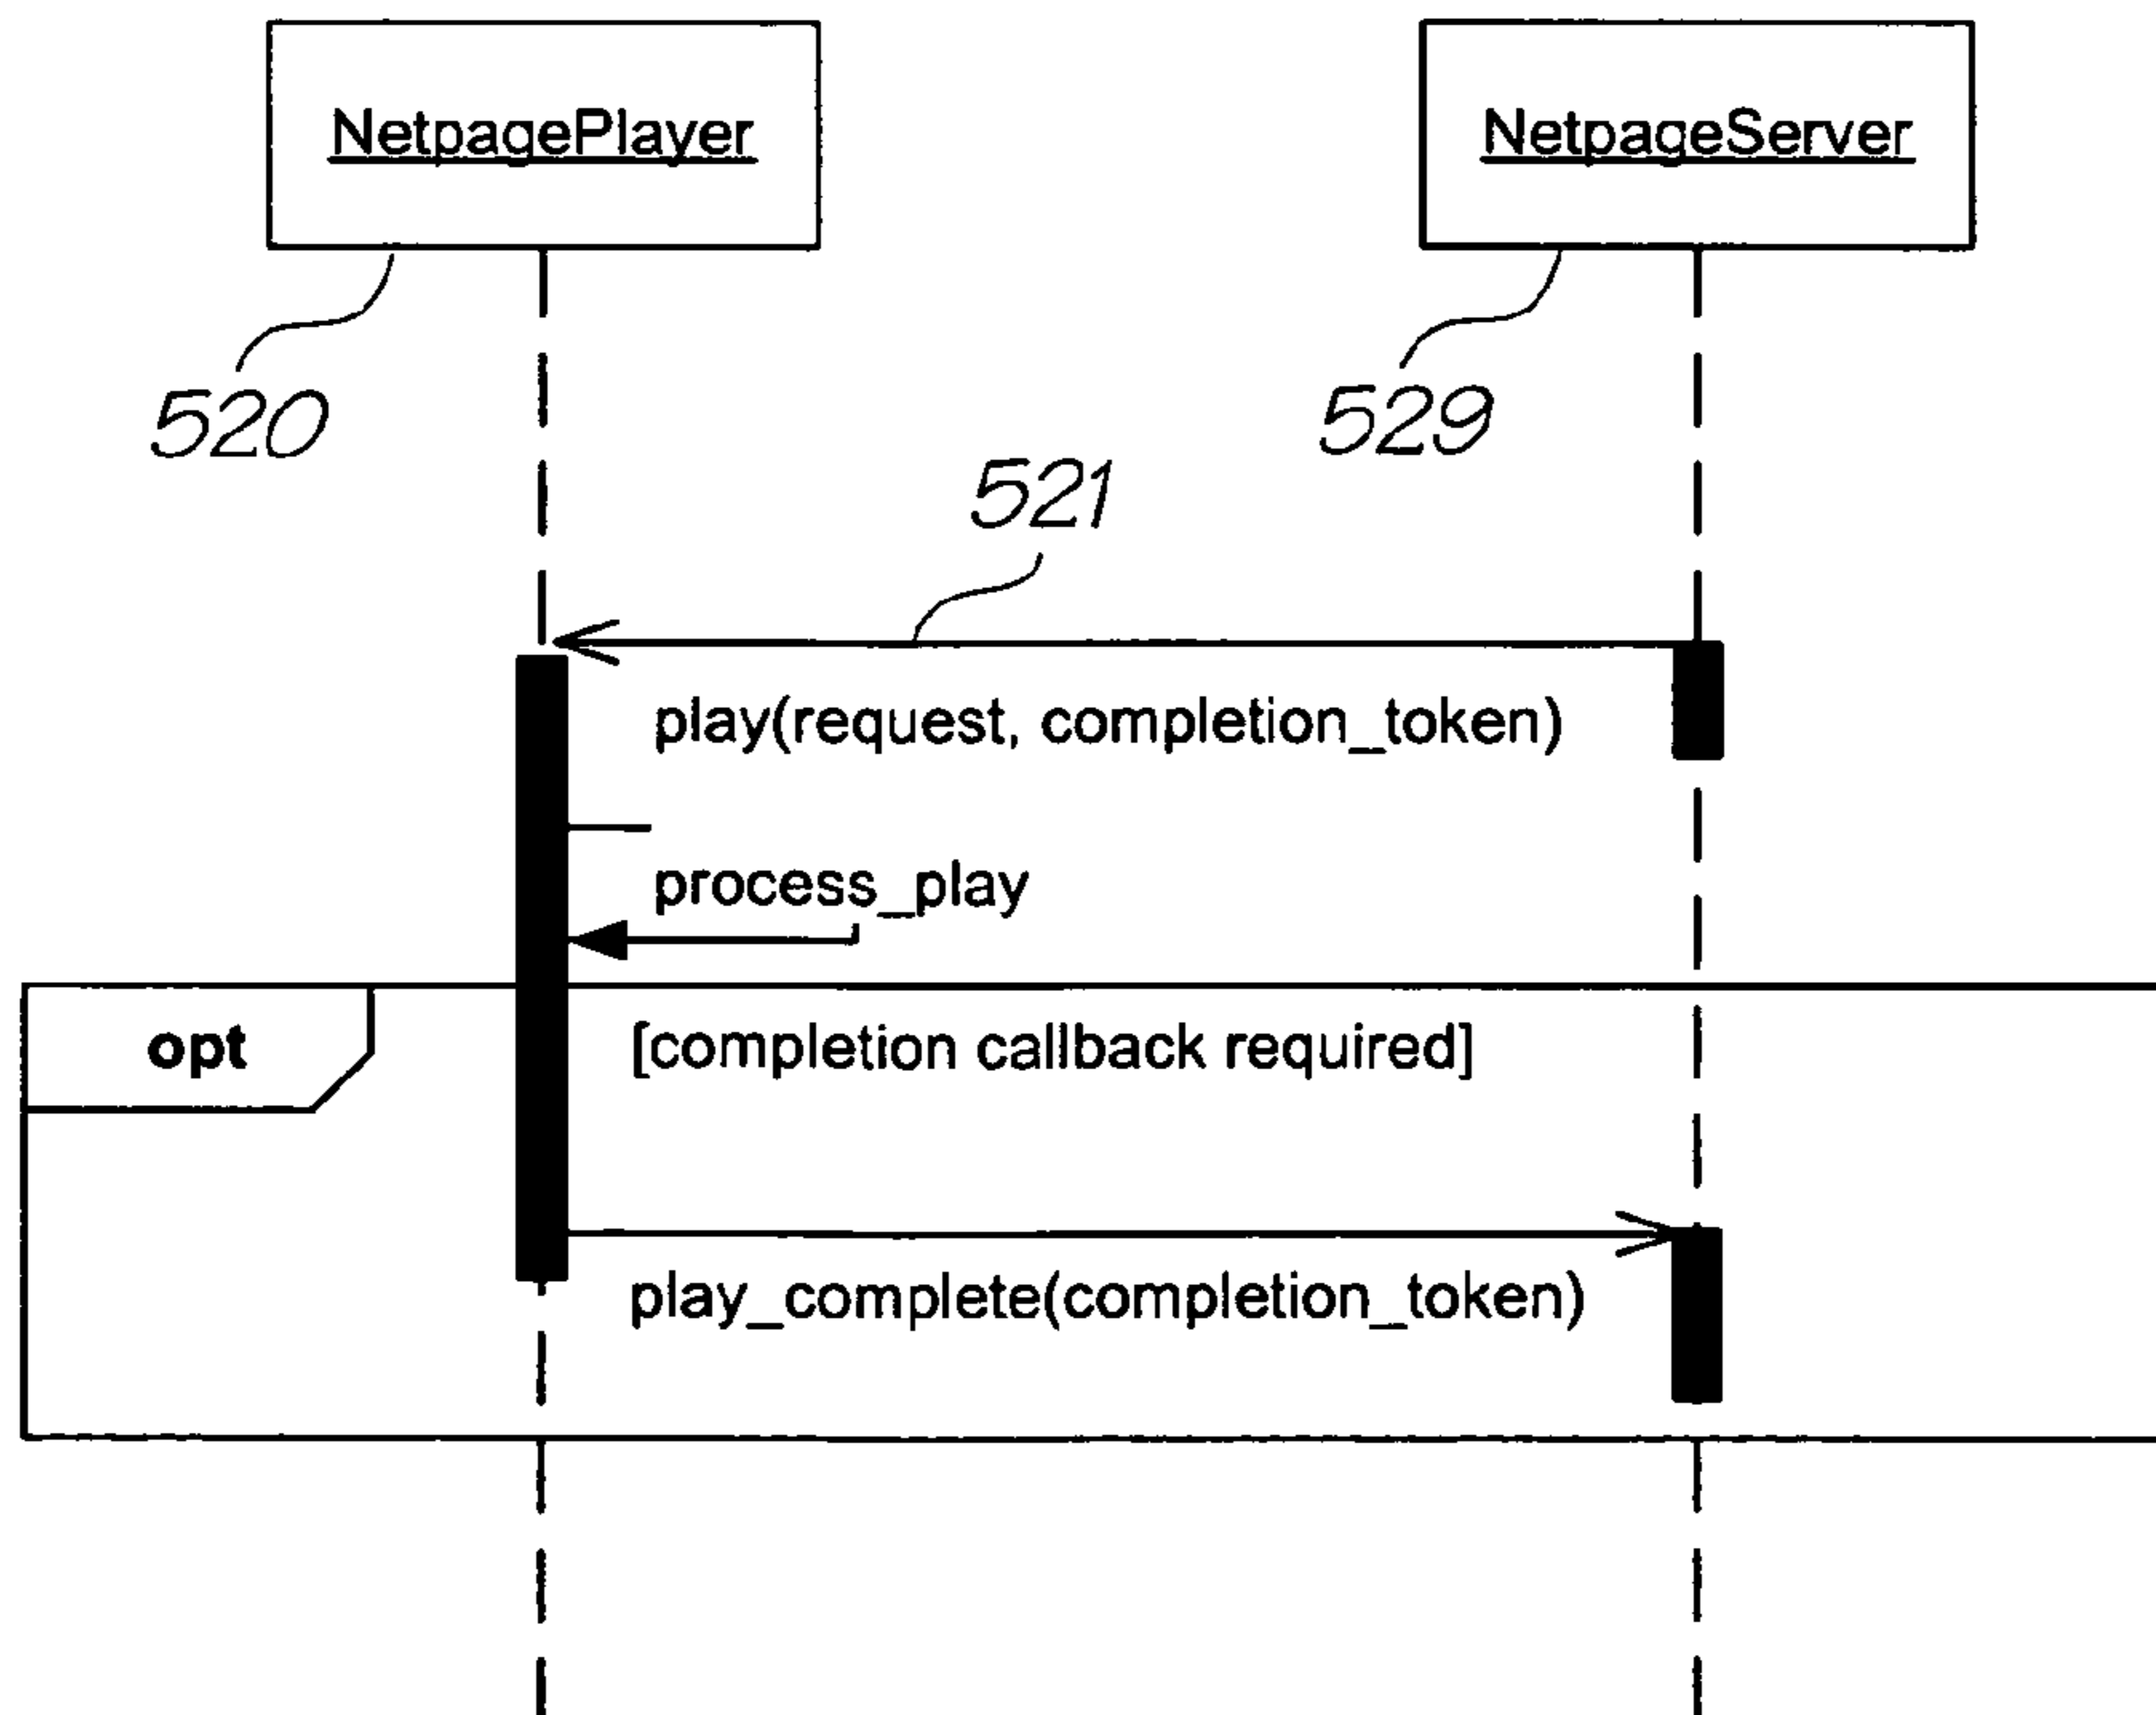 NetpagePlayer
NetpageServer
520
529
521
play(request, completion_token)
process_play
opt
[completion callback required]
play_complete(completion_token)